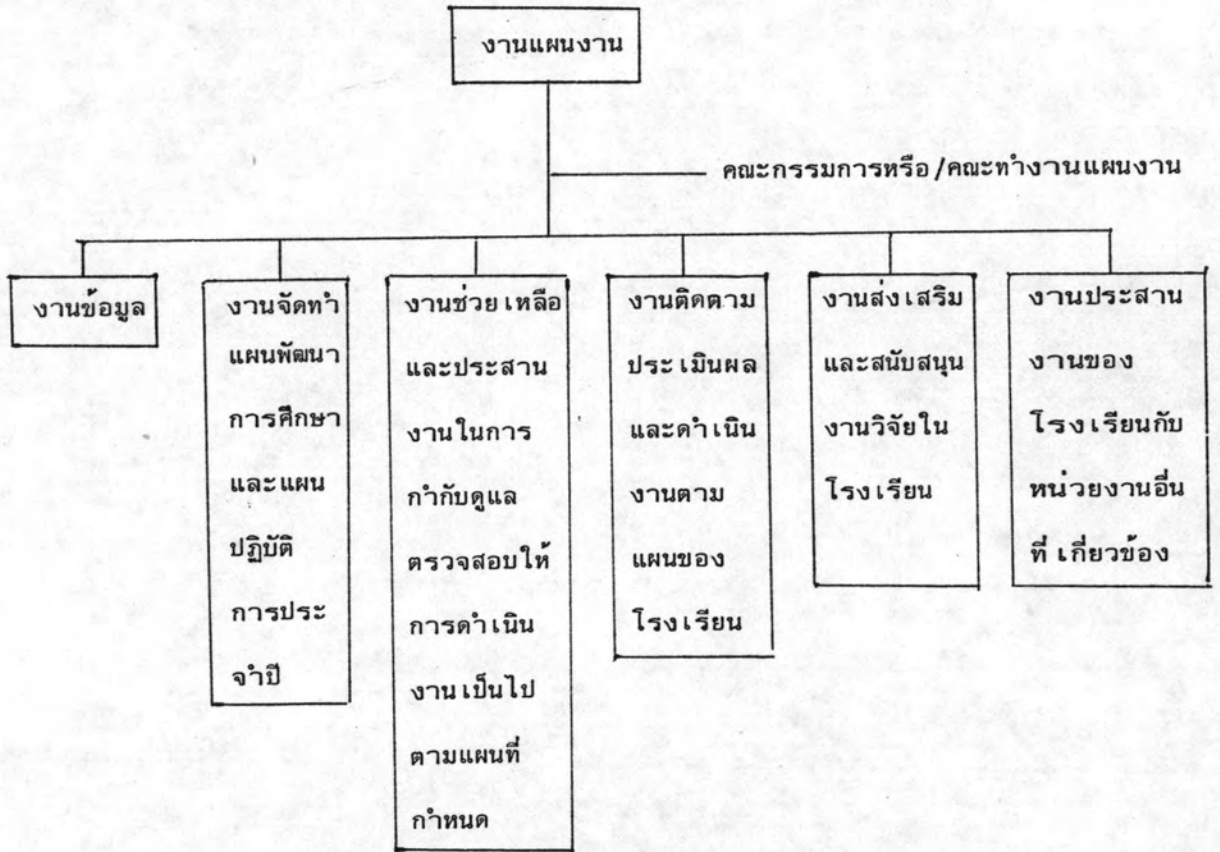 งานแผนงาน
คณะกรรมการหรือ/คณะทำงานแผนงาน
งานข้อมูล
งานจัดทำ
แผนพัฒนา
การศึกษา
และแผน
ปฏิบัติ
การประ
จำปี
งานช่วยเหลือ
และประสาน
งานในการ
กำกับดูแล
ตรวจสอบให้
การดำเนิน
งานเป็นไป
ตามแผนที่
กำหนด
งานติดตาม
ประเมินผล
และดำเนิน
งานตาม
แผนของ
โรงเรียน
งานส่งเสริม
และสนับสนุน
งานวิจัยใน
โรงเรียน
งานประสาน
งานของ
โรงเรียนกับ
หน่วยงานอื่น
ที่เกี่ยวข้อง